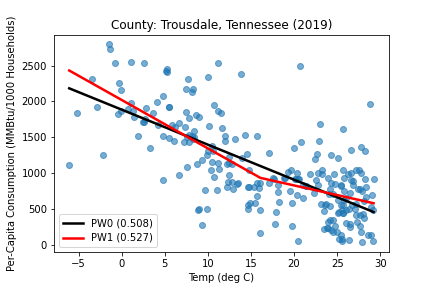 County: Trousdale, Tennessee (2019)
Per-Capita Consumption (MMBtu/1000 Households)
2500
2000
1500
1000
500
0
PW0 (0.508)
PW1 (0.527)
−5 0 5 10 15 20 25 30
Temp (deg C)